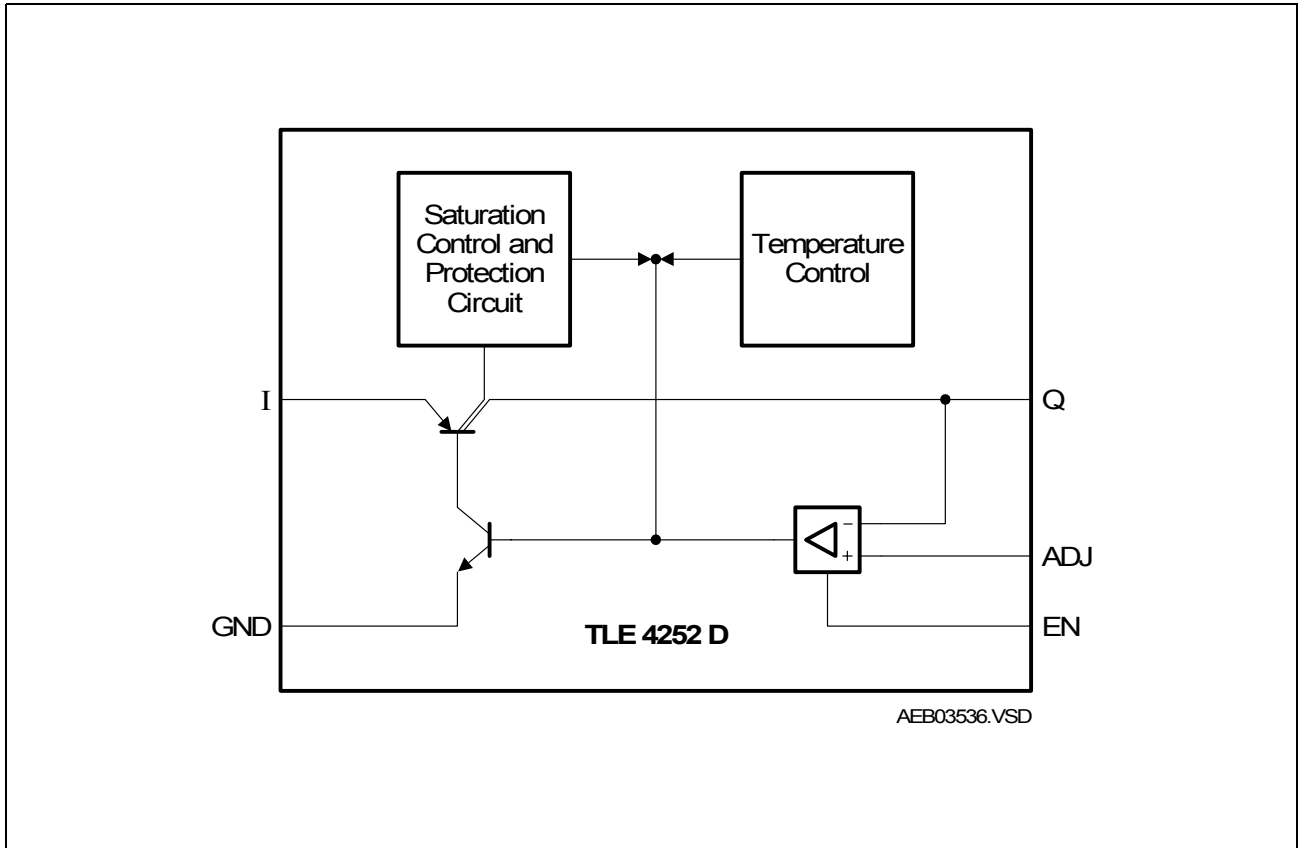 Saturation
Control and
Protection
Circuit
Temperature
Control
I
Q
−
+
ADJ
GND
EN
TLE 4252 D
AEB03536.VSD